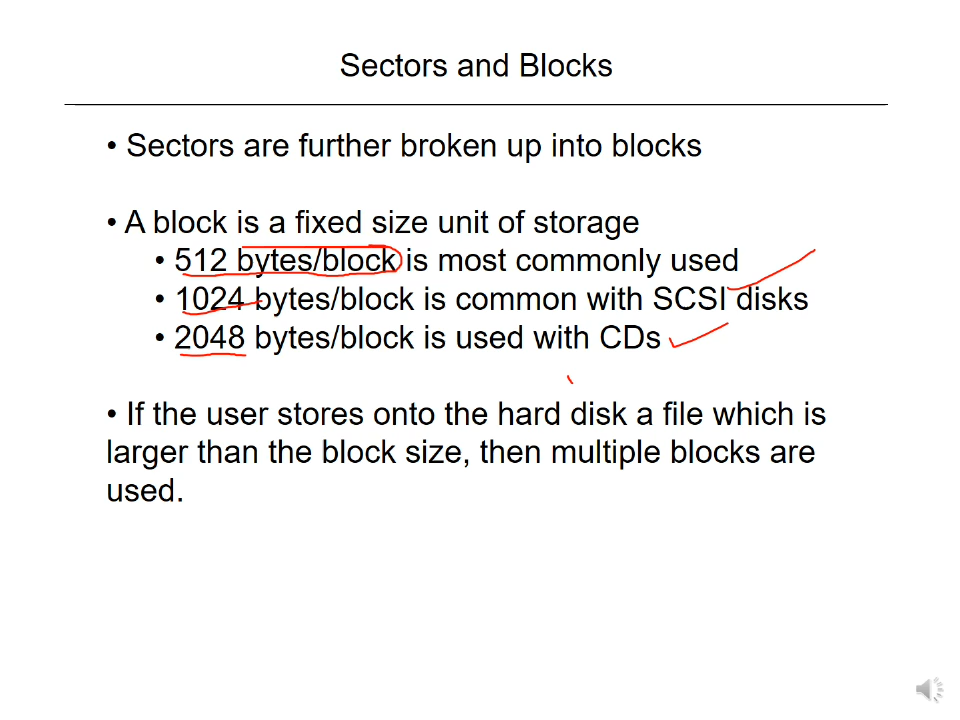 Sectors and Blocks
• Sectors are further broken up into blocks
• A block is a fixed size unit of storage
• 512 bytes/block is most commonly used
• 1024 bytes/block is common with SCSI disks
• 2048 bytes/block is used with CDs
• If the user stores onto the hard disk a file which is
larger than the block size, then multiple blocks are
used.